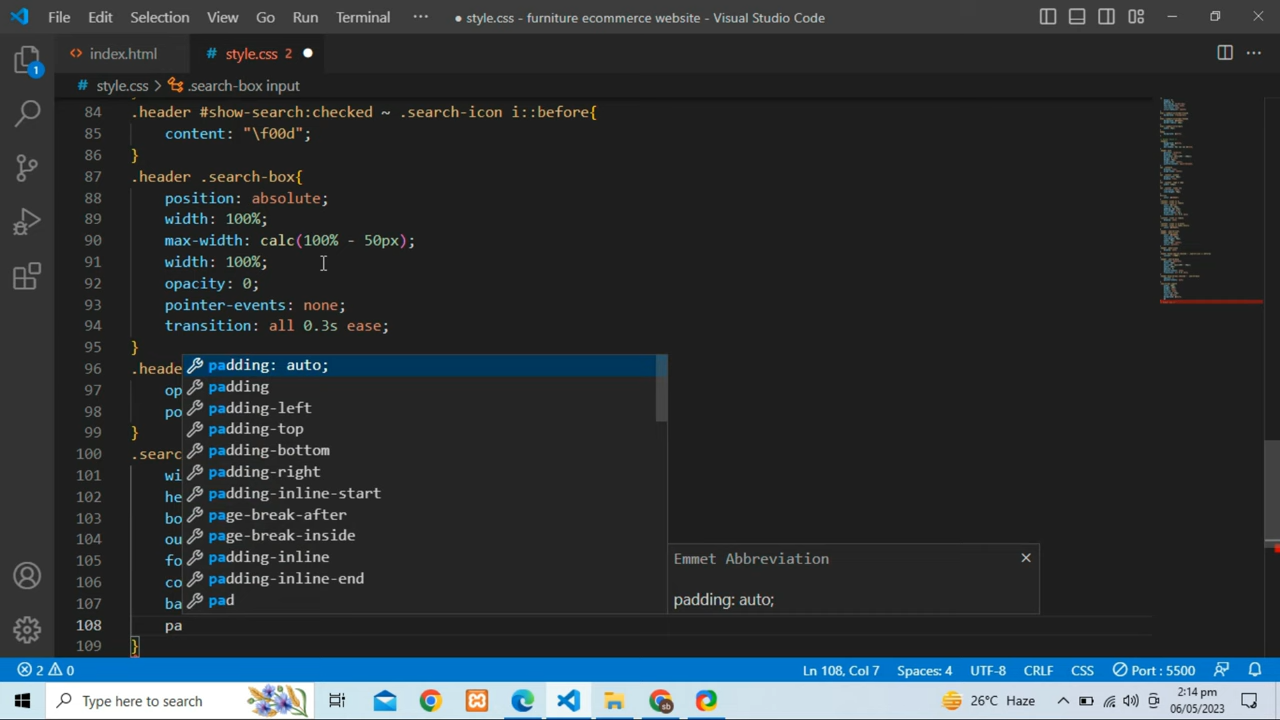 File Edit Selection View Go Run Terminal ··· ● style.css - furniture ecommerce website - Visual Studio Code
<> index.html # style.css 2 ●
# style.css > .search-box input
84 .header #show-search:checked ~ .search-icon i::before{
85 content: "\f00d";
86 }
87 .header .search-box{
88 position: absolute;
89 width: 100%;
90 max-width: calc(100% - 50px);
91 width: 100%;
92 opacity: 0;
93 pointer-events: none;
94 transition: all 0.3s ease;
95 }
96 .heade
padding: auto;
padding
97 op
padding-left
98 po
padding-top
99 }
padding-bottom
100 .searc
padding-right
101 wi
padding-inline-start
102 he
page-break-after
103 bo
page-break-inside
104 ou
padding-inline
105 fo
Emmet Abbreviation
padding-inline-end
106 co
pad
107 ba
padding: auto;
108 pa
109 }
1
2 0 Ln 108, Col 7 Spaces: 4 UTF-8 CRLF CSS Port : 5500
Type here to search 26°C Haze 2:14 pm
06/05/2023